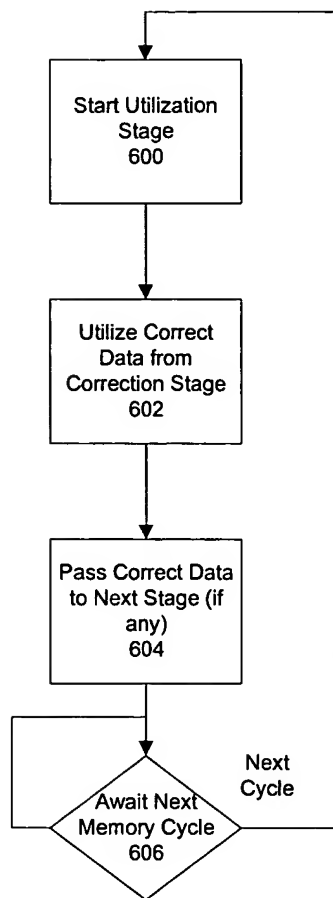 Start Utilization
Stage
600
Utilize Correct
Data from
Correction Stage
602
Pass Correct Data
to Next Stage (if
any)
604
Next
Cycle
Await Next
Memory Cycle
606